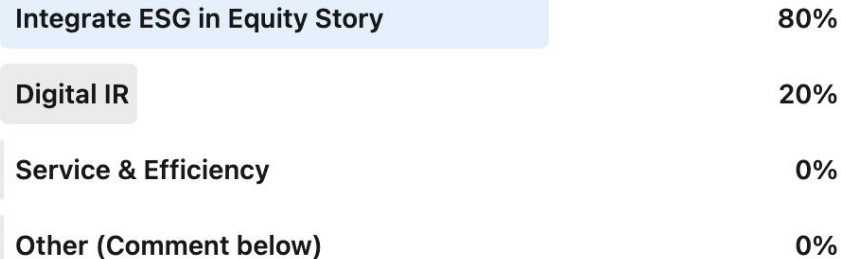 Integrate ESG in Equity Story 80%
Digital IR 20%
Service & Efficiency 0%
Other (Comment below) 0%